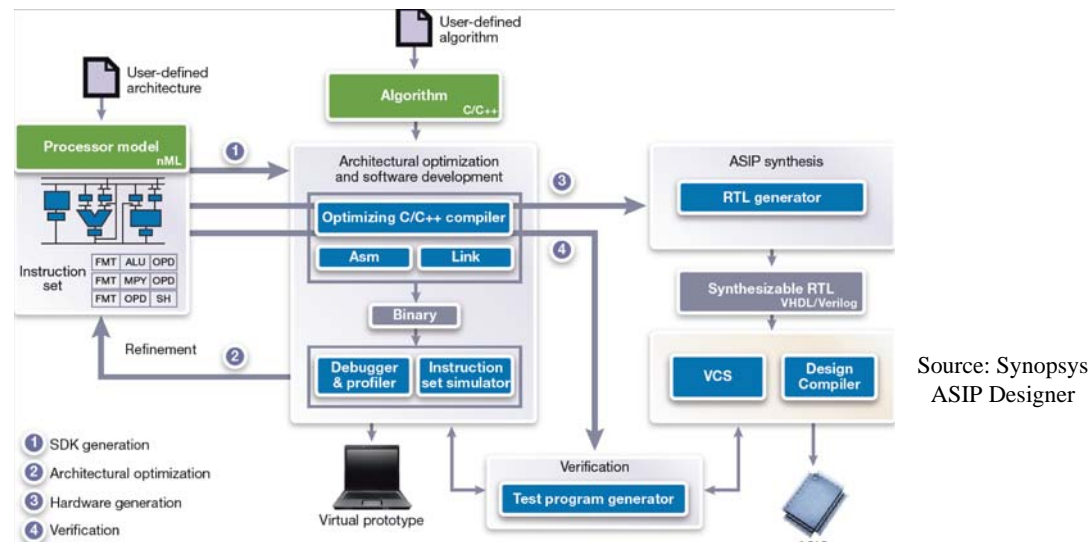 User-defined
algorithm
User-defined
architecture
Algorithm
C/C++
Processor model
nML
1
Architectural optimization
and software development
3
ASIP synthesis
RTL generator
Optimizing C/C++ compiler
4
Asm
Link
Instruction
set
FMT ALU OPD
FMT MPY OPD
FMT OPD SH
Synthesizable RTL
VHDL/Verilog
Binary
Refinement
2
Debugger
& profiler
Instruction
set simulator
VCS
Design
Compiler
Source: Synopsys
ASIP Designer
1 SDK generation
2 Architectural optimization
3 Hardware generation
4 Verification
Virtual prototype
Verification
Test program generator